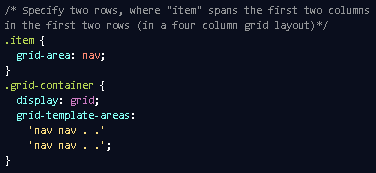 /* Specify two rows, where "item" spans the first two columns
in the first two rows (in a four column grid layout)*/
.item {
  grid-area: nav;
}
.grid-container {
  display: grid;
  grid-template-areas:
    'nav nav . .'
    'nav nav . .';
}